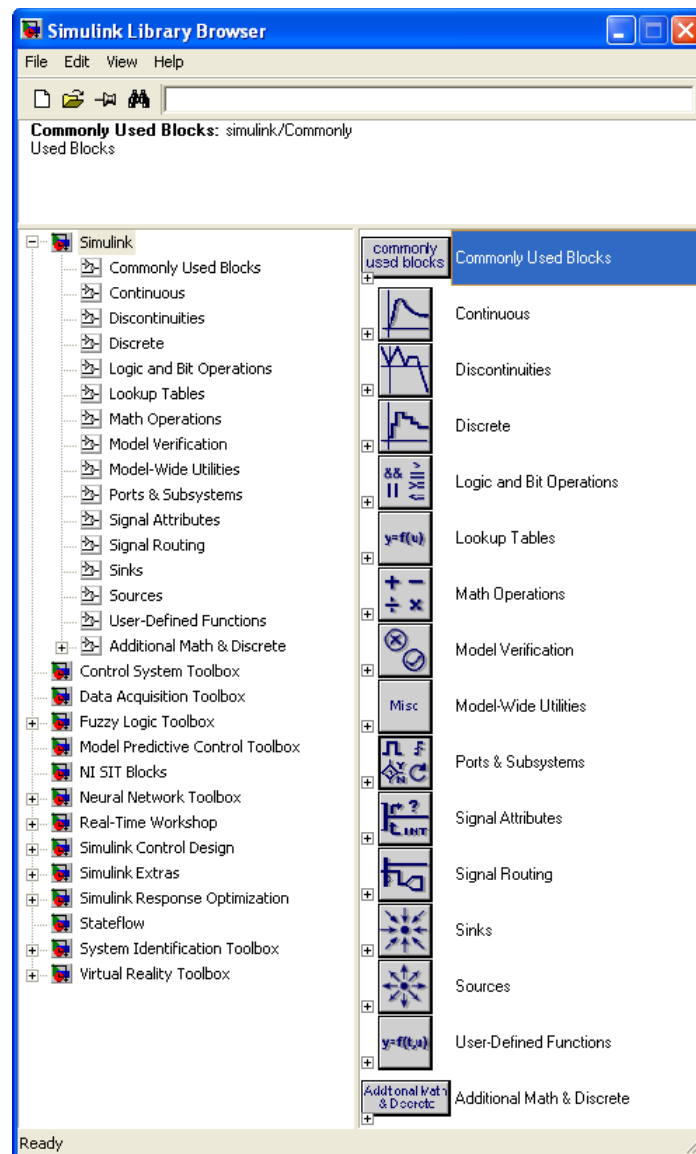 Simulink Library Browser
File Edit View Help
Commonly Used Blocks: simulink/Commonly
Used Blocks
Simulink
Commonly Used Blocks
Continuous
Discontinuities
Discrete
Logic and Bit Operations
Lookup Tables
Math Operations
Model Verification
Model-Wide Utilities
Ports & Subsystems
Signal Attributes
Signal Routing
Sinks
Sources
User-Defined Functions
Additional Math & Discrete
Control System Toolbox
Data Acquisition Toolbox
Fuzzy Logic Toolbox
Model Predictive Control Toolbox
NI SIT Blocks
Neural Network Toolbox
Real-Time Workshop
Simulink Control Design
Simulink Extras
Simulink Response Optimization
Stateflow
System Identification Toolbox
Virtual Reality Toolbox
commonly
used blocks
Commonly Used Blocks
Continuous
Discontinuities
Discrete
&& >
|| >=
<=
Logic and Bit Operations
y=f(u)
Lookup Tables
+ −
÷ ×
Math Operations
Model Verification
Misc
Model-Wide Utilities
Y
N
Ports & Subsystems
?
INT
Signal Attributes
Signal Routing
Sinks
Sources
y=f(t,u)
User-Defined Functions
Additional Math
& Discrete
Additional Math & Discrete
Ready